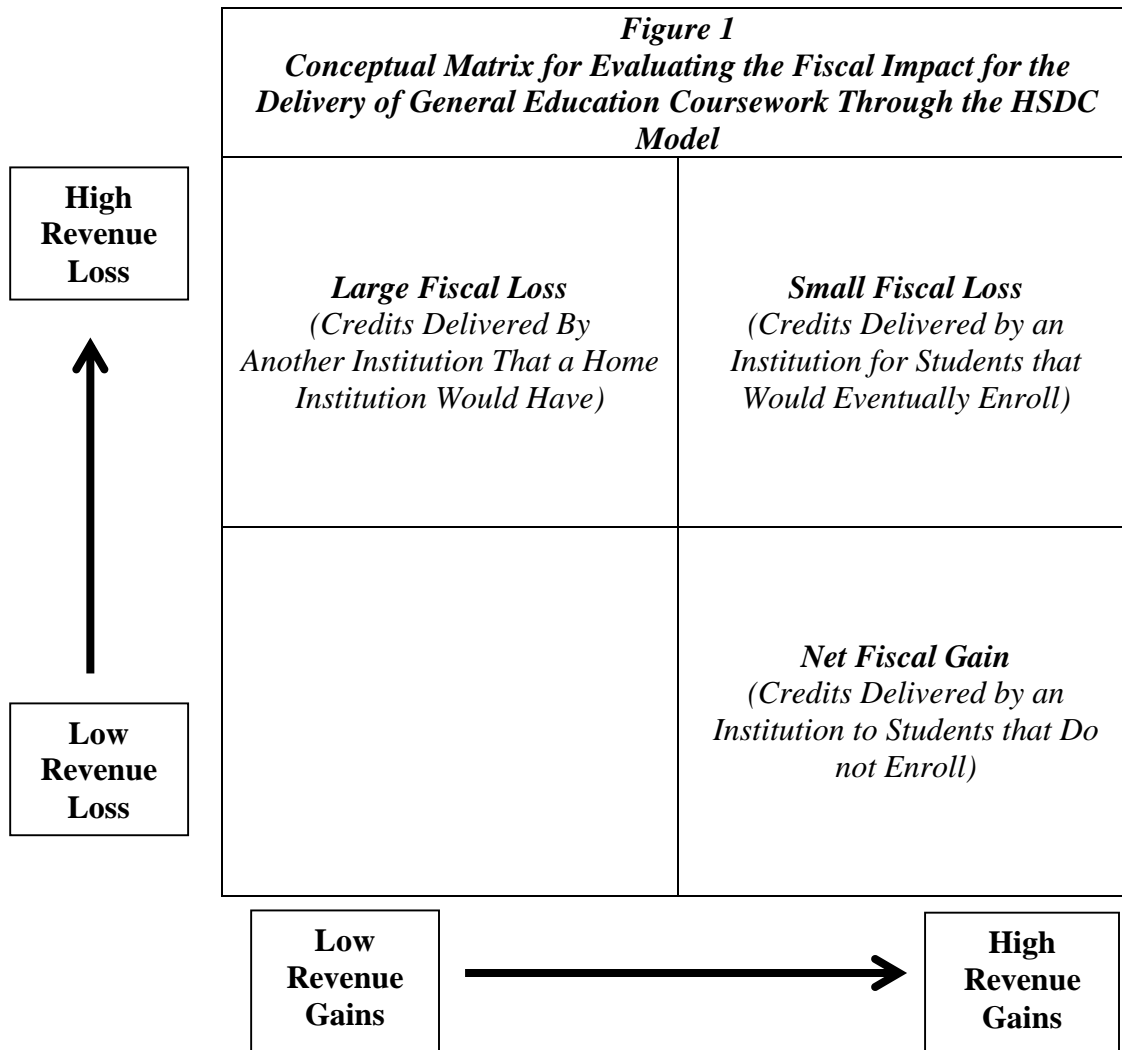 Figure 1
Conceptual Matrix for Evaluating the Fiscal Impact for the
Delivery of General Education Coursework Through the HSDC
Model
High
Revenue
Loss
Large Fiscal Loss
(Credits Delivered By
Another Institution That a Home
Institution Would Have)
Small Fiscal Loss
(Credits Delivered by an
Institution for Students that
Would Eventually Enroll)
Low
Revenue
Loss
Net Fiscal Gain
(Credits Delivered by an
Institution to Students that Do
not Enroll)
Low
Revenue
Gains
High
Revenue
Gains